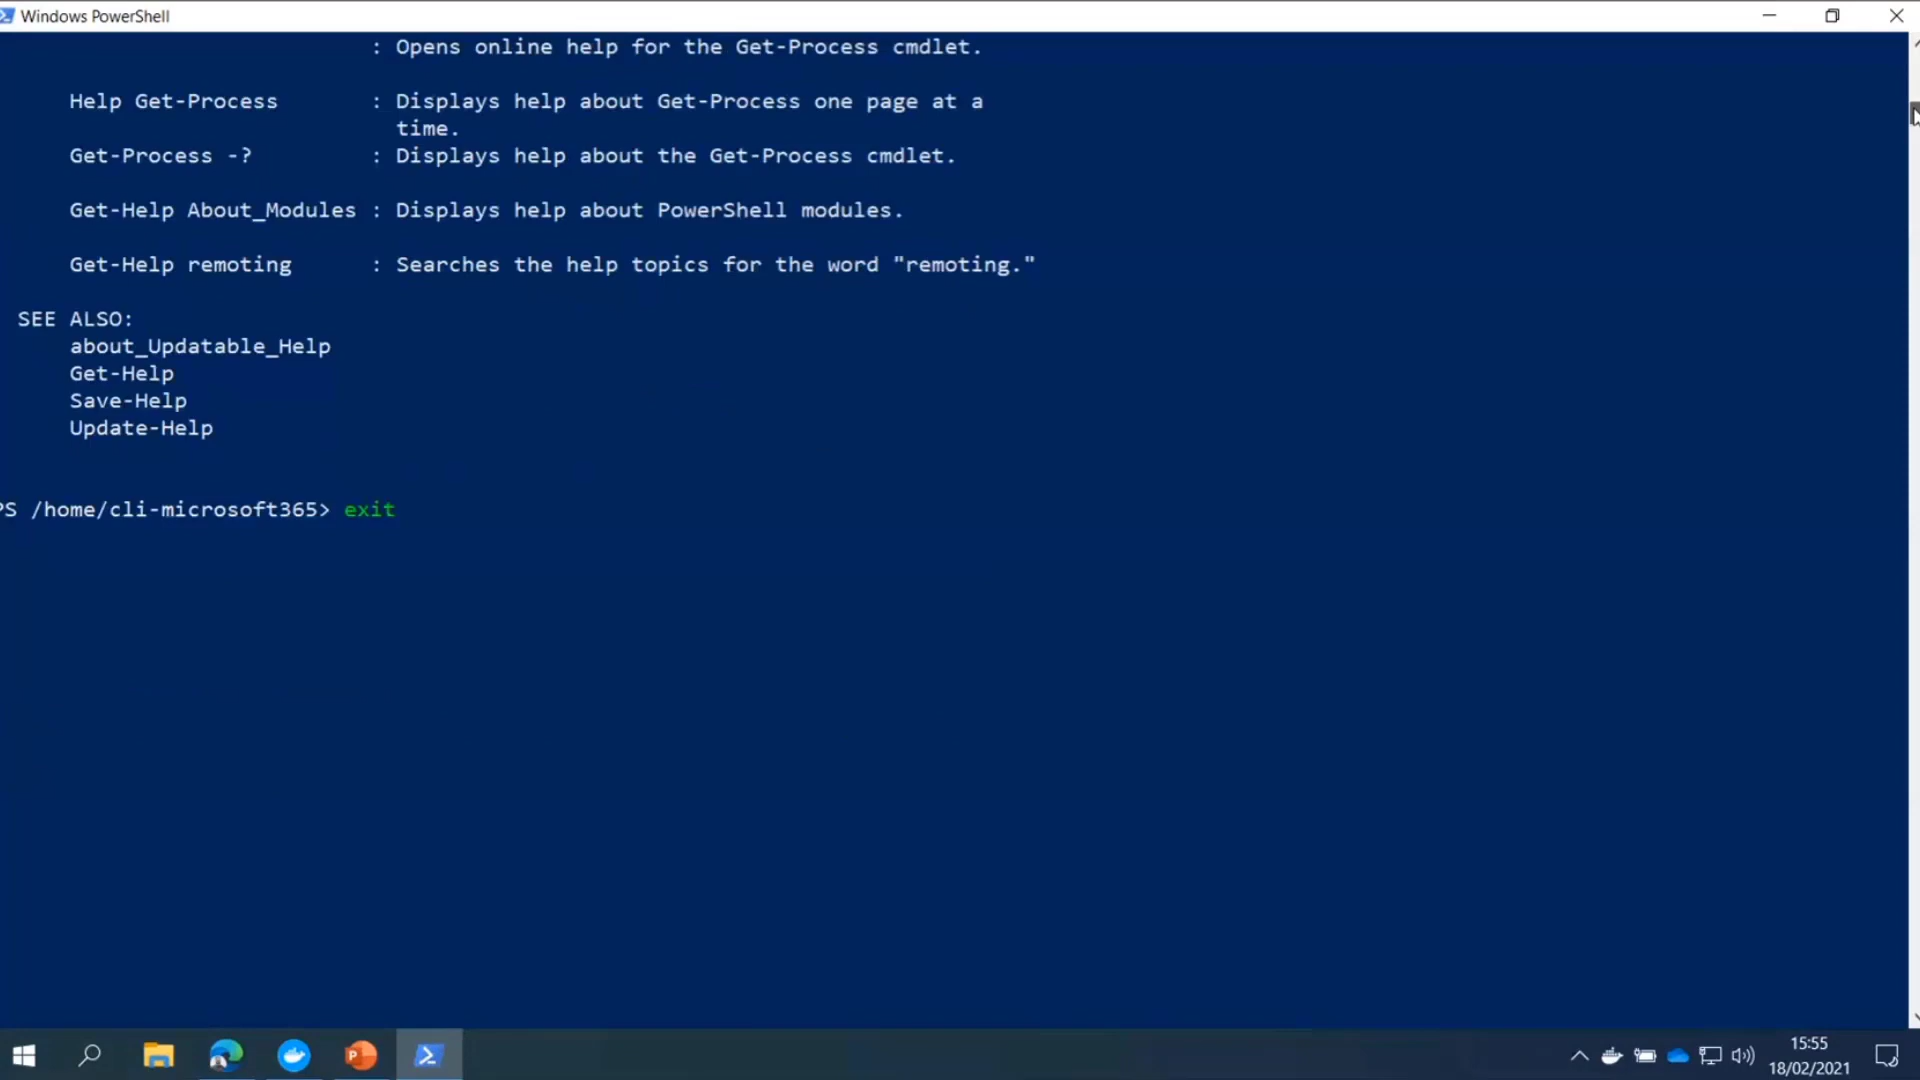 Windows PowerShell
: Opens online help for the Get-Process cmdlet.
Help Get-Process : Displays help about Get-Process one page at a
time.
Get-Process -? : Displays help about the Get-Process cmdlet.
Get-Help About_Modules : Displays help about PowerShell modules.
Get-Help remoting : Searches the help topics for the word "remoting."
SEE ALSO:
about_Updatable_Help
Get-Help
Save-Help
Update-Help
PS /home/cli-microsoft365> exit
15:55
18/02/2021